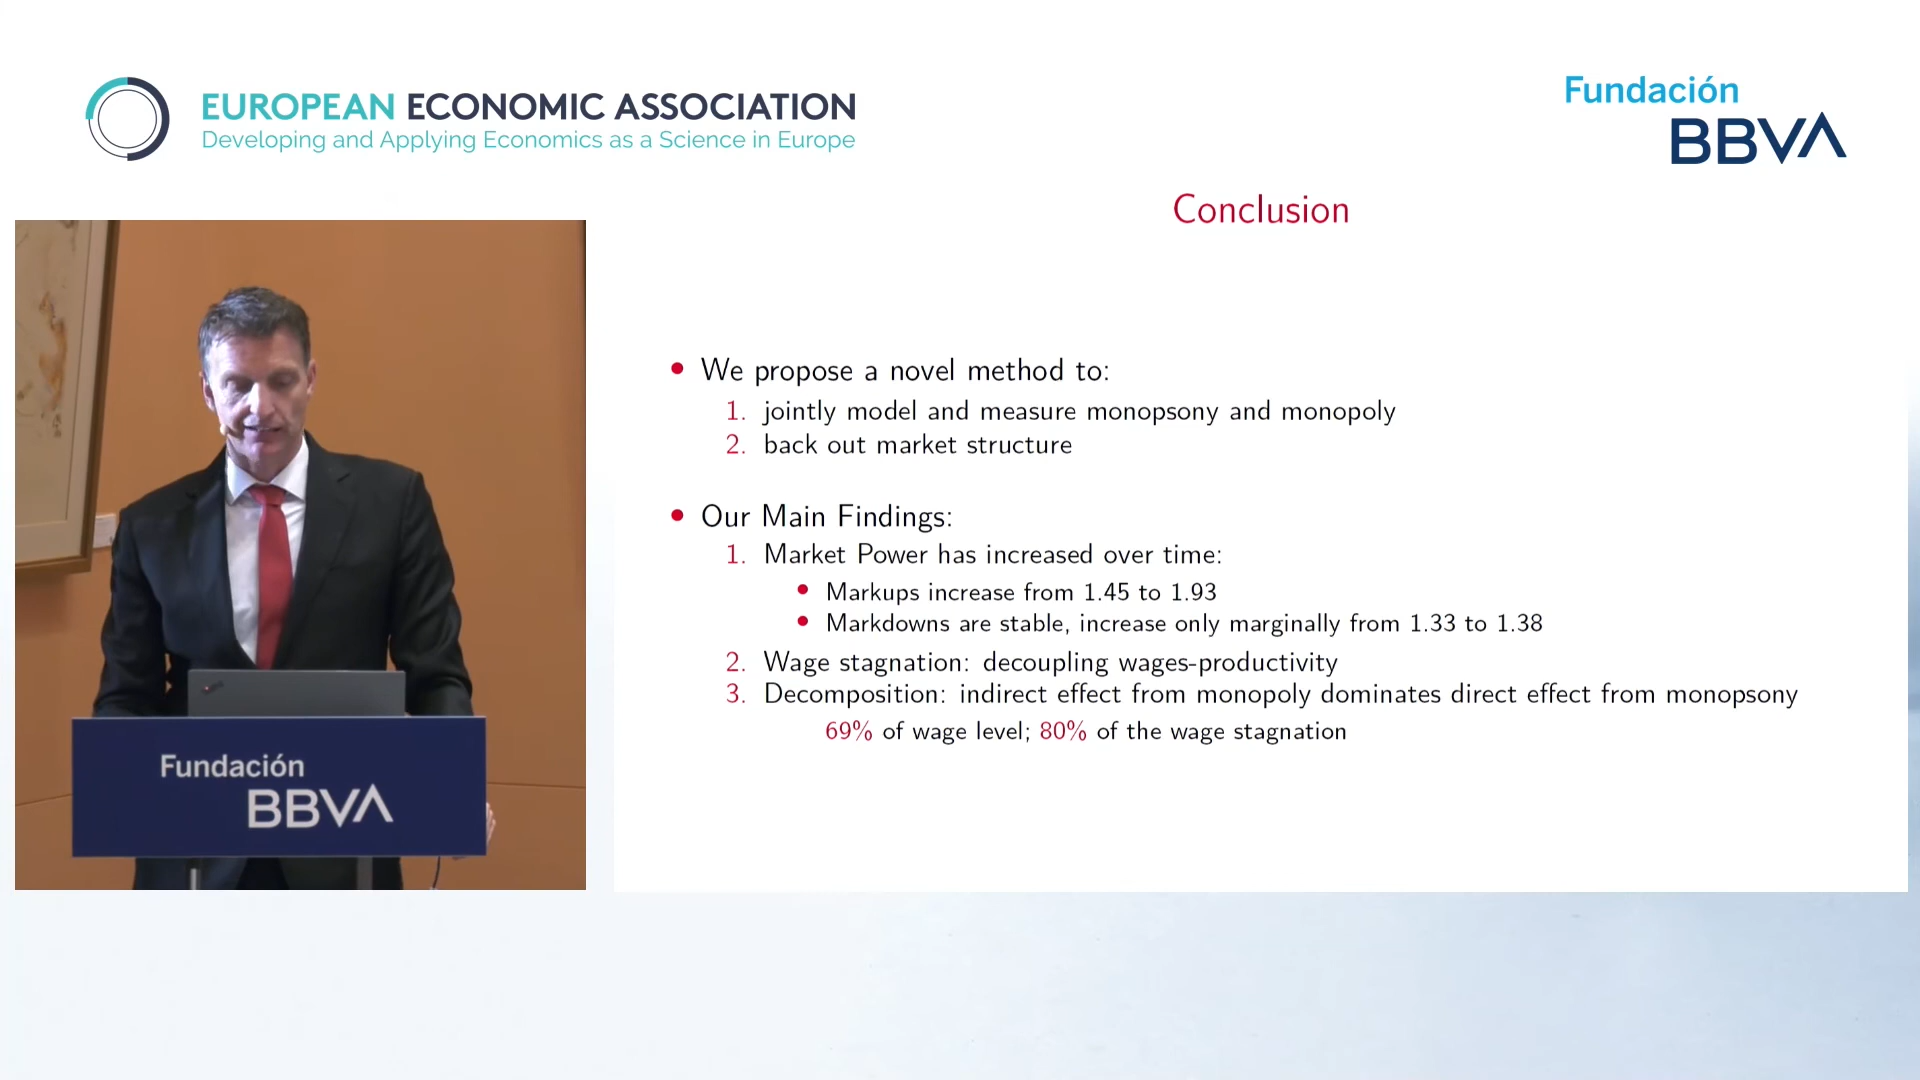 EUROPEAN ECONOMIC ASSOCIATION
Developing and Applying Economics as a Science in Europe
Fundación
BBVA
Conclusion
• We propose a novel method to:
1. jointly model and measure monopsony and monopoly
2. back out market structure
• Our Main Findings:
1. Market Power has increased over time:
• Markups increase from 1.45 to 1.93
• Markdowns are stable, increase only marginally from 1.33 to 1.38
2. Wage stagnation: decoupling wages-productivity
3. Decomposition: indirect effect from monopoly dominates direct effect from monopsony
69% of wage level; 80% of the wage stagnation
Fundación
BBVA